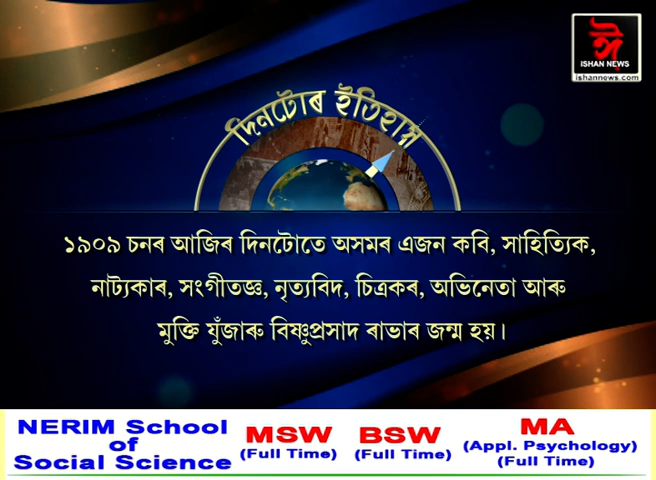 ঈ
ISHAN NEWS
ishannews.com
দিনটোৰ ইতিহাস
১৯০৯ চনৰ আজিৰ দিনটোতে অসমৰ এজন কবি, সাহিত্যিক,
নাট্যকাৰ, সংগীতজ্ঞ, নৃত্যবিদ, চিত্ৰকৰ, অভিনেতা আৰু
মুক্তি যুঁজাৰু বিষ্ণুপ্ৰসাদ ৰাভাৰ জন্ম হয়।
NERIM School
of
Social Science
MSW
(Full Time)
BSW
(Full Time)
MA
(Appl. Psychology)
(Full Time)